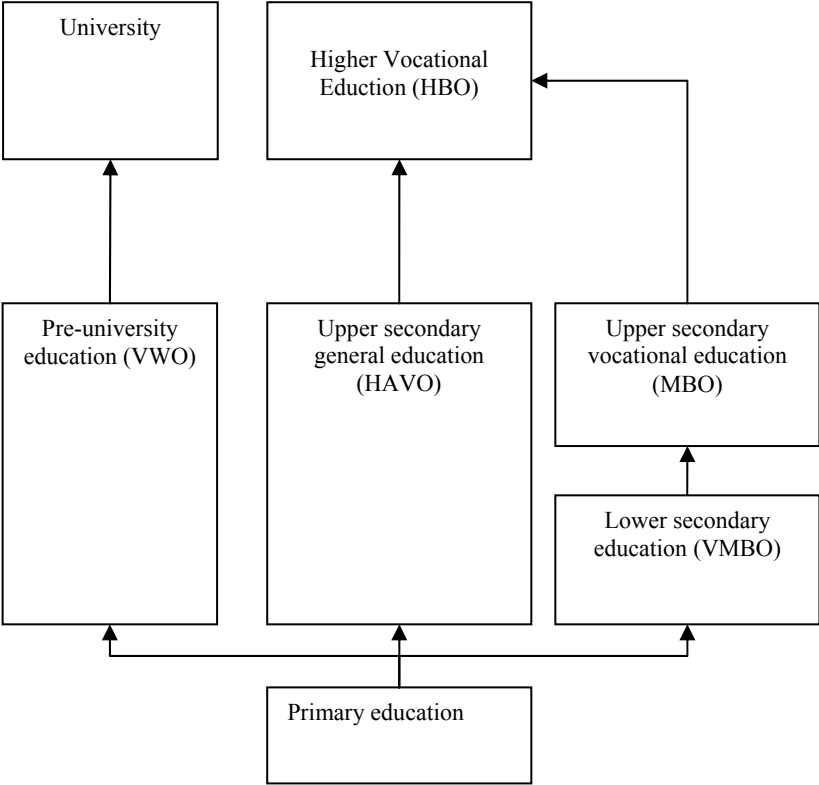 University
Higher Vocational
Eduction (HBO)
Pre-university
education (VWO)
Upper secondary
general education
(HAVO)
Upper secondary
vocational education
(MBO)
Lower secondary
education (VMBO)
Primary education